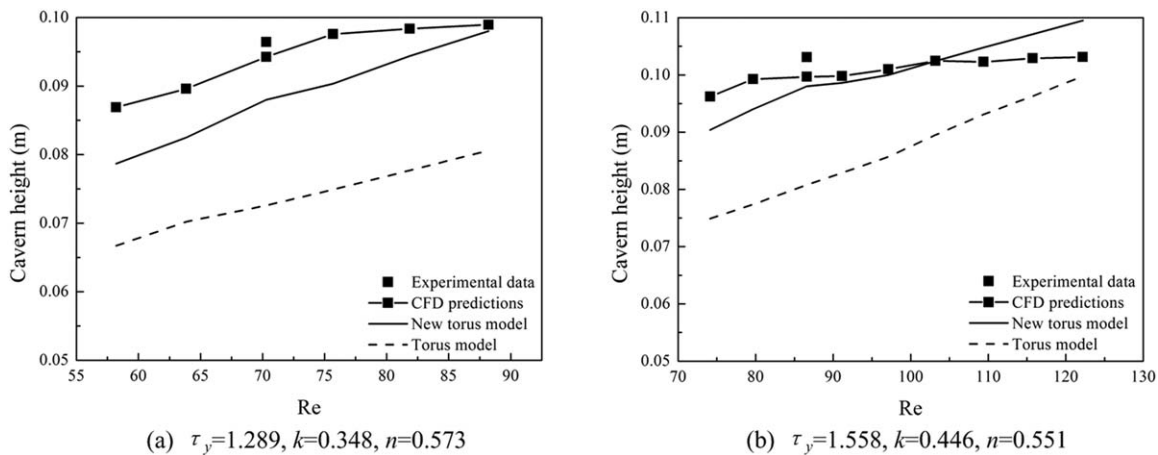 0.10
0.09
0.08
0.07
0.06
0.05
Cavern height (m)
Experimental data
CFD predictions
New torus model
Torus model
55 60 65 70 75 80 85 90
Re
(a) τy=1.289, k=0.348, n=0.573
0.11
0.10
0.09
0.08
0.07
0.06
0.05
Cavern height (m)
Experimental data
CFD predictions
New torus model
Torus model
70 80 90 100 110 120 130
Re
(b) τy=1.558, k=0.446, n=0.551